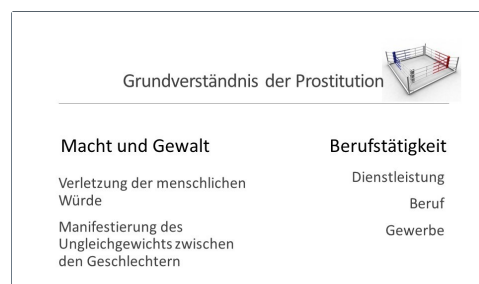 Grundverständnis der Prostitution
Macht und Gewalt
Verletzung der menschlichen
Würde
Manifestierung des
Ungleichgewichts zwischen
den Geschlechtern
Berufstätigkeit
Dienstleistung
Beruf
Gewerbe